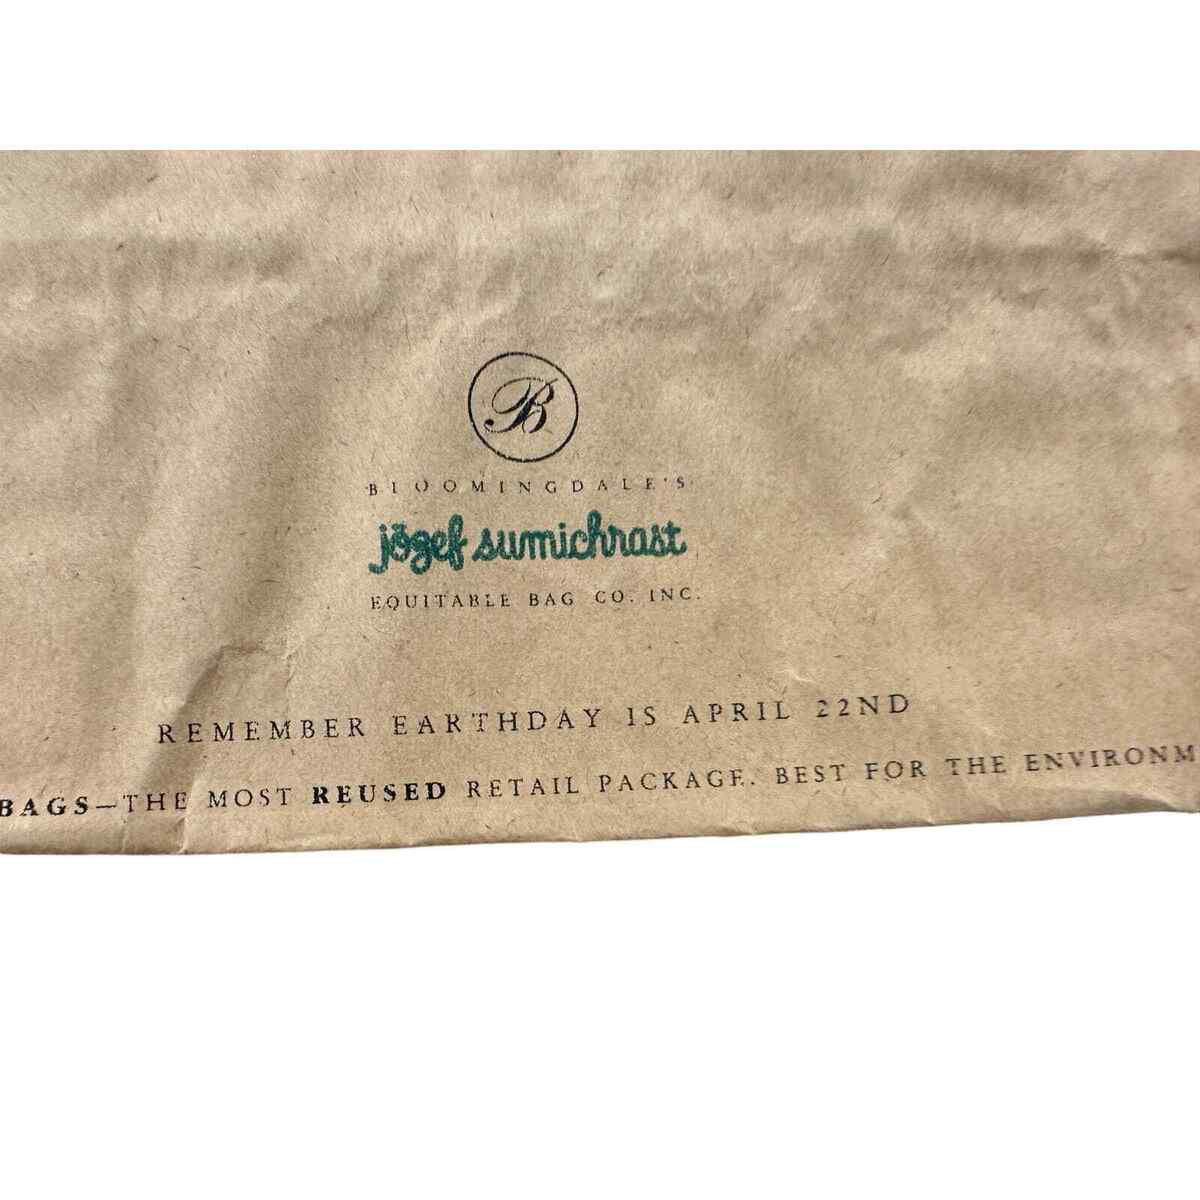 B
BLOOMINGDALE'S
józef sumichrast
EQUITABLE BAG CO. INC.
REMEMBER EARTHDAY IS APRIL 22ND
BAGS—THE MOST REUSED RETAIL PACKAGE. BEST FOR THE ENVIRONM